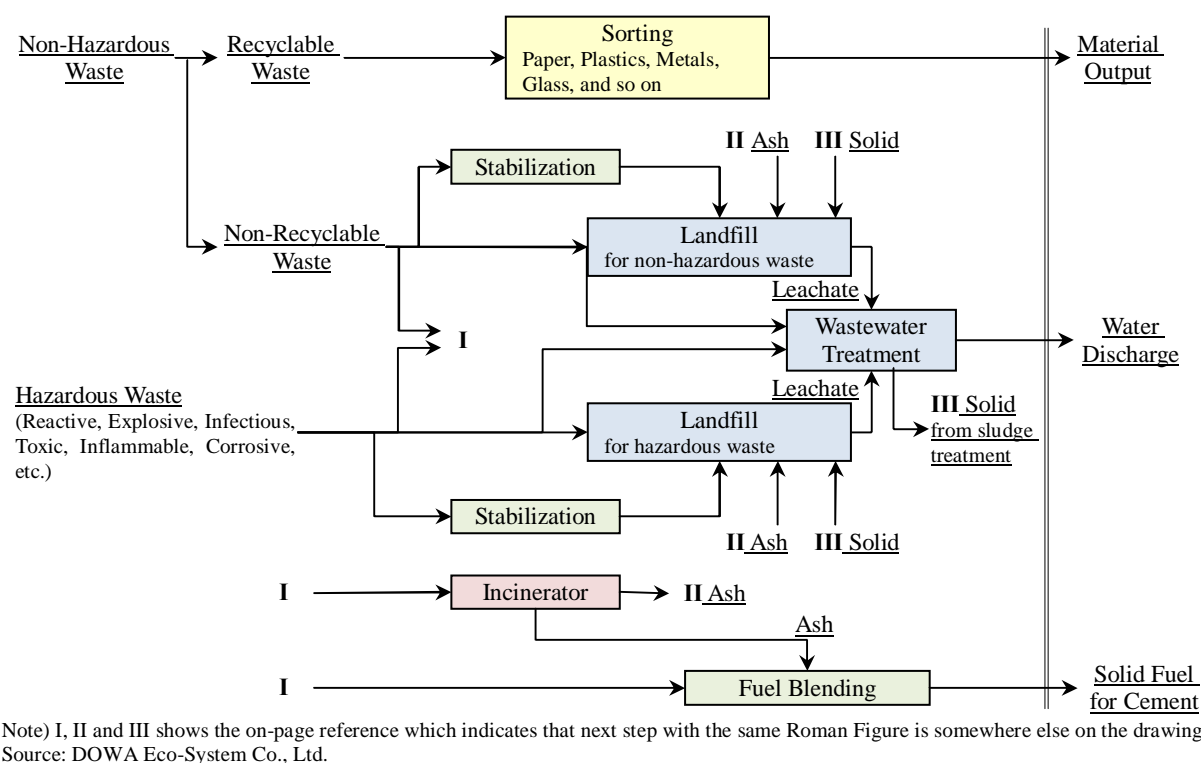 Non-Hazardous
Waste
Recyclable
Waste
Sorting
Paper, Plastics, Metals,
Glass, and so on
Material
Output
II Ash
III Solid
Stabilization
Non-Recyclable
Waste
Landfill
for non-hazardous waste
Leachate
I
Wastewater
Treatment
Water
Discharge
Hazardous Waste
(Reactive, Explosive, Infectious,
Toxic, Inflammable, Corrosive,
etc.)
Leachate
Landfill
for hazardous waste
III Solid
from sludge
treatment
Stabilization
II Ash
III Solid
I
Incinerator
II Ash
Ash
I
Fuel Blending
Solid Fuel
for Cement
Note) I, II and III shows the on-page reference which indicates that next step with the same Roman Figure is somewhere else on the drawing
Source: DOWA Eco-System Co., Ltd.